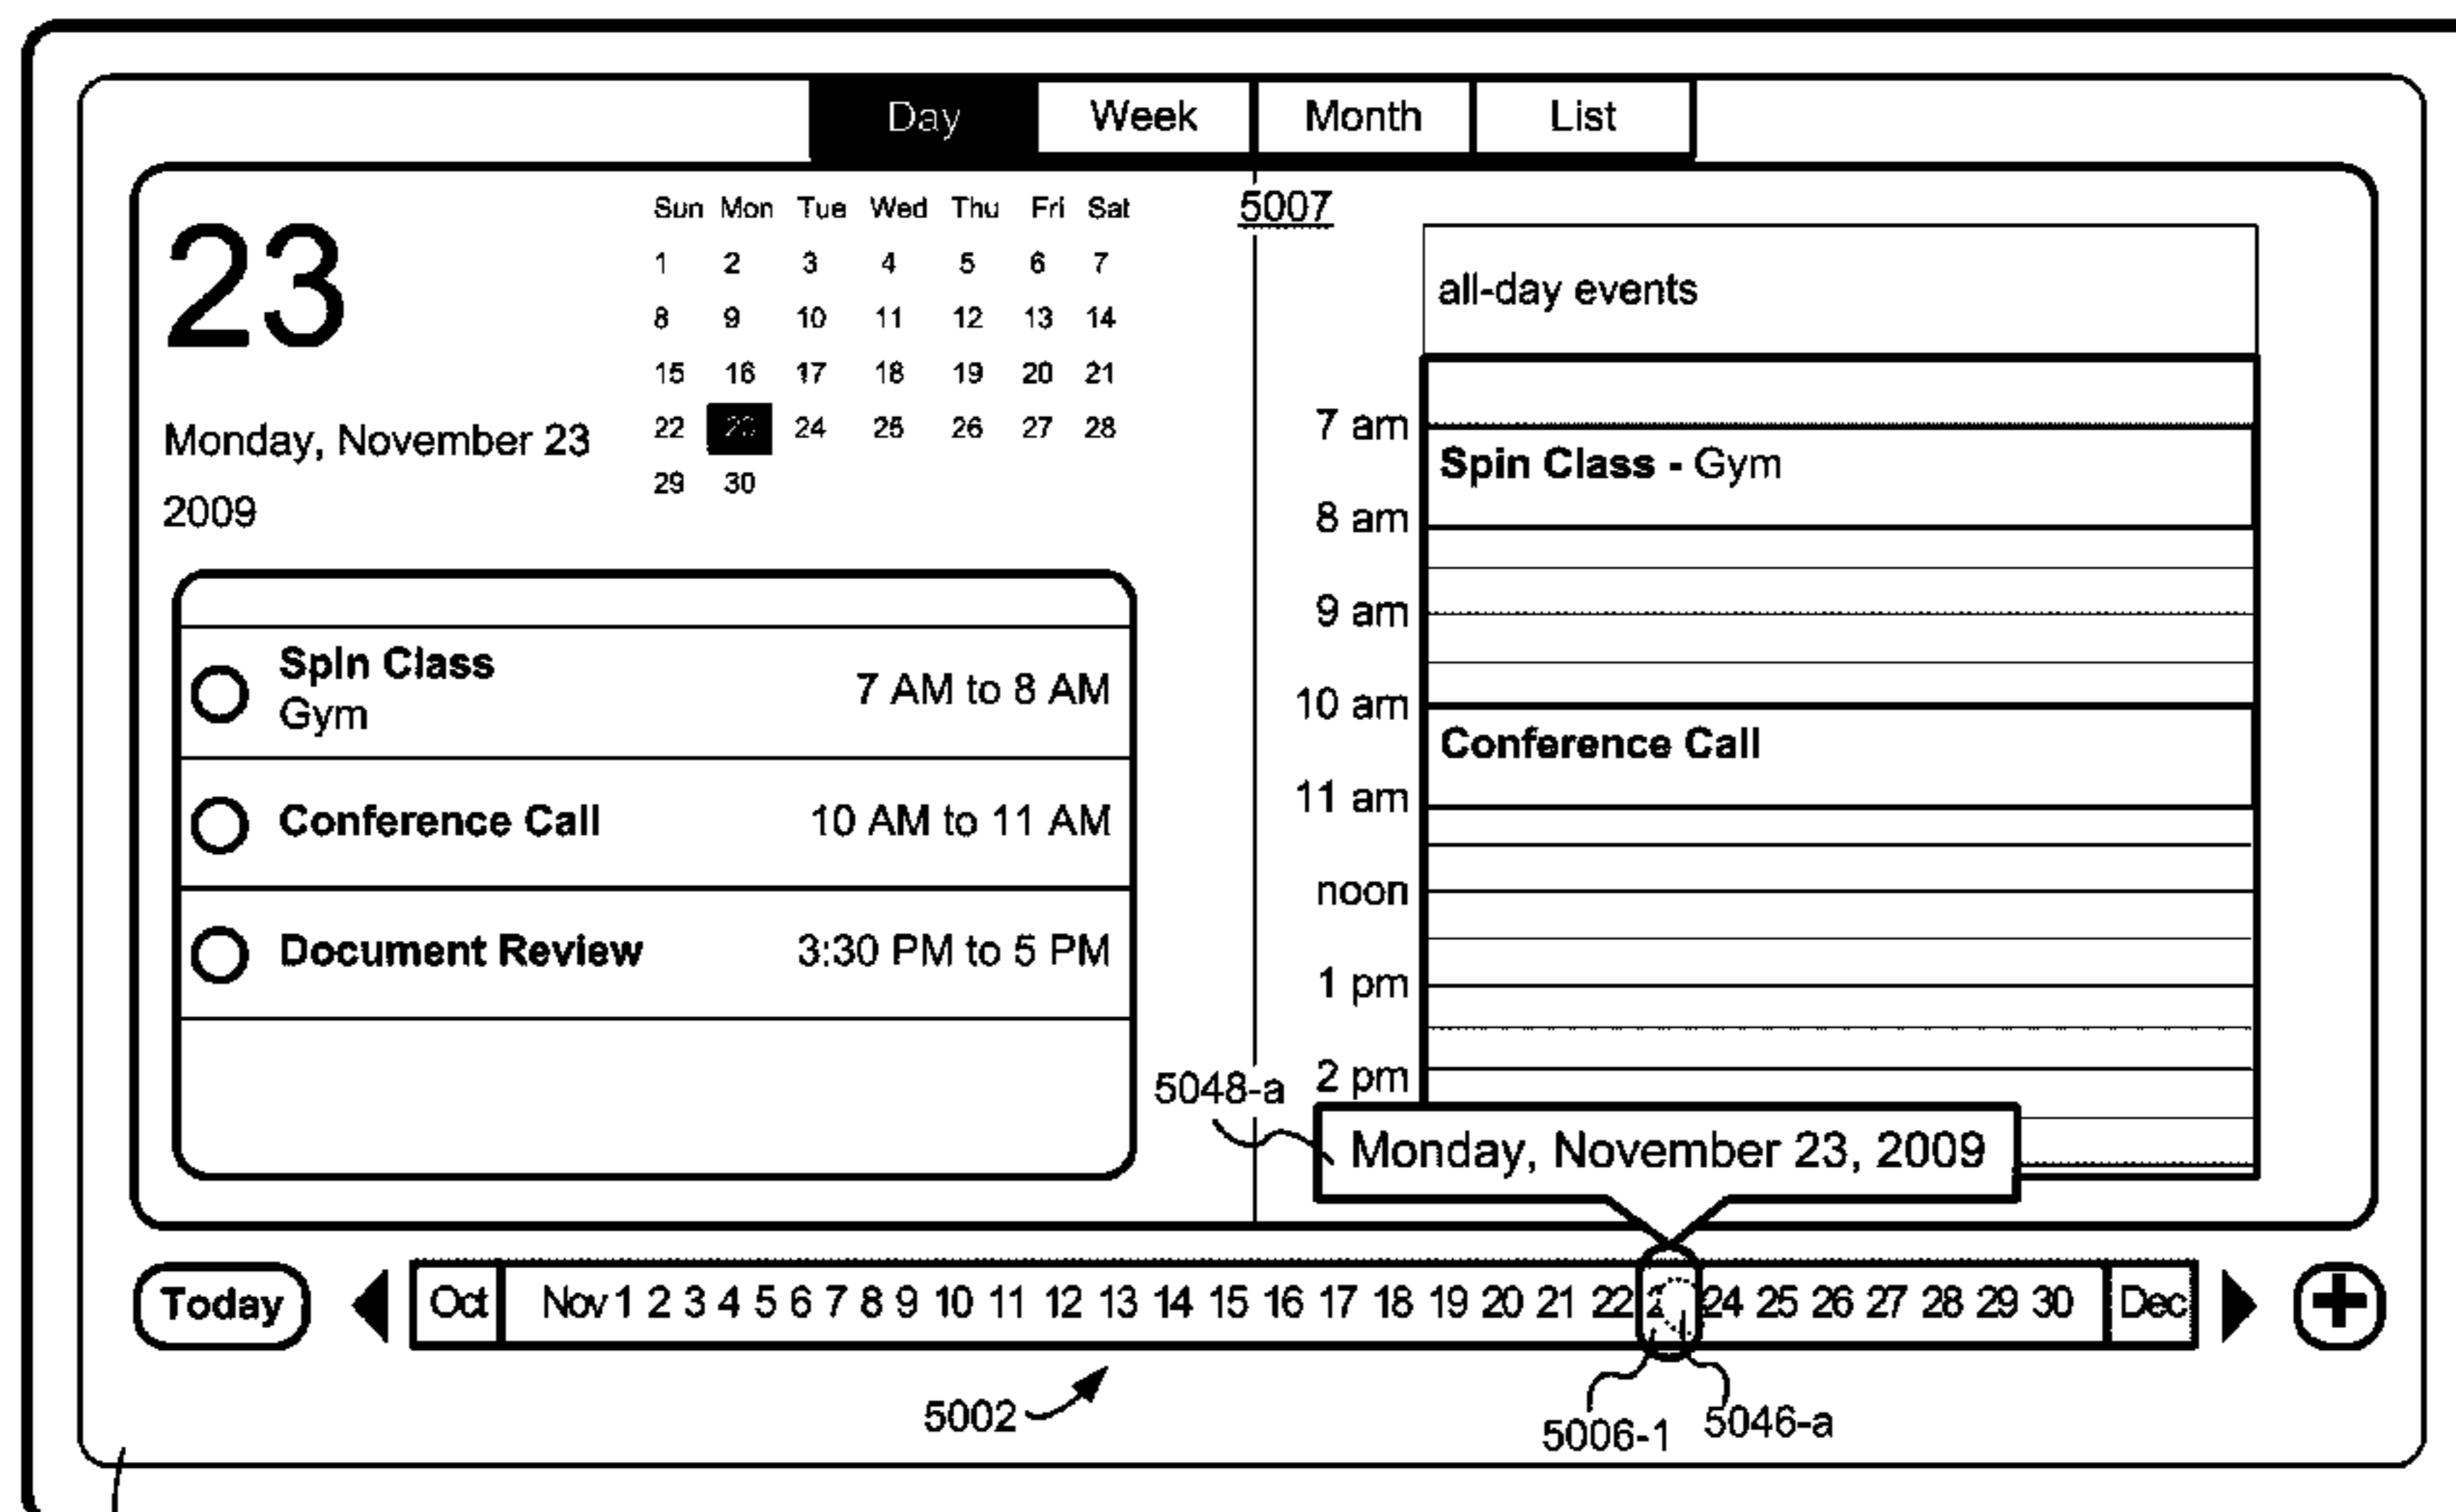 Day Week Month List
5007
23
Monday, November 23
2009
Sun Mon Tue Wed Thu Fri Sat
1 2 3 4 5 6 7
8 9 10 11 12 13 14
15 16 17 18 19 20 21
22 23 24 25 26 27 28
29 30
Spin Class
Gym
7 AM to 8 AM
Conference Call 10 AM to 11 AM
Document Review 3:30 PM to 5 PM
all-day events
7 am
Spin Class - Gym
8 am
9 am
10 am
Conference Call
11 am
noon
1 pm
2 pm
5048-a
Monday, November 23, 2009
Today Oct Nov 1 2 3 4 5 6 7 8 9 10 11 12 13 14 15 16 17 18 19 20 21 22 24 25 26 27 28 29 30 Dec
5002
5006-1
5046-a